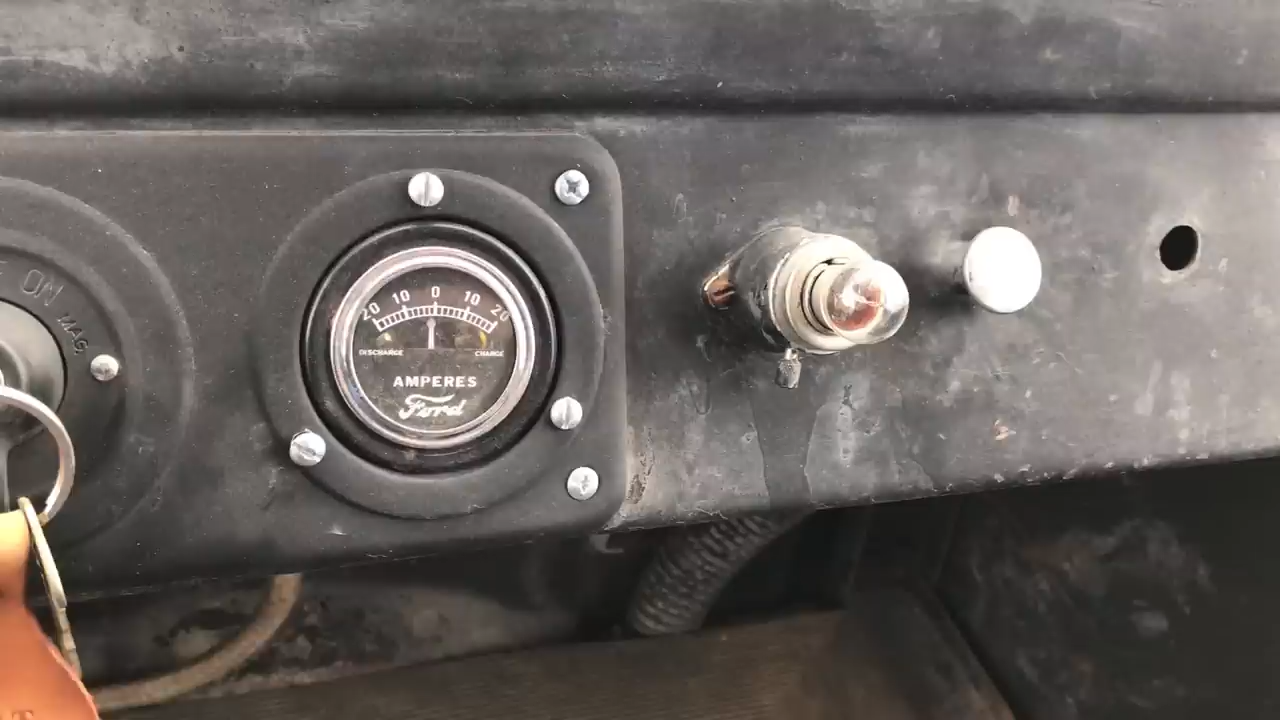 ON
MAG.
20 10 0 10 20
DISCHARGE CHARGE
AMPERES
Ford